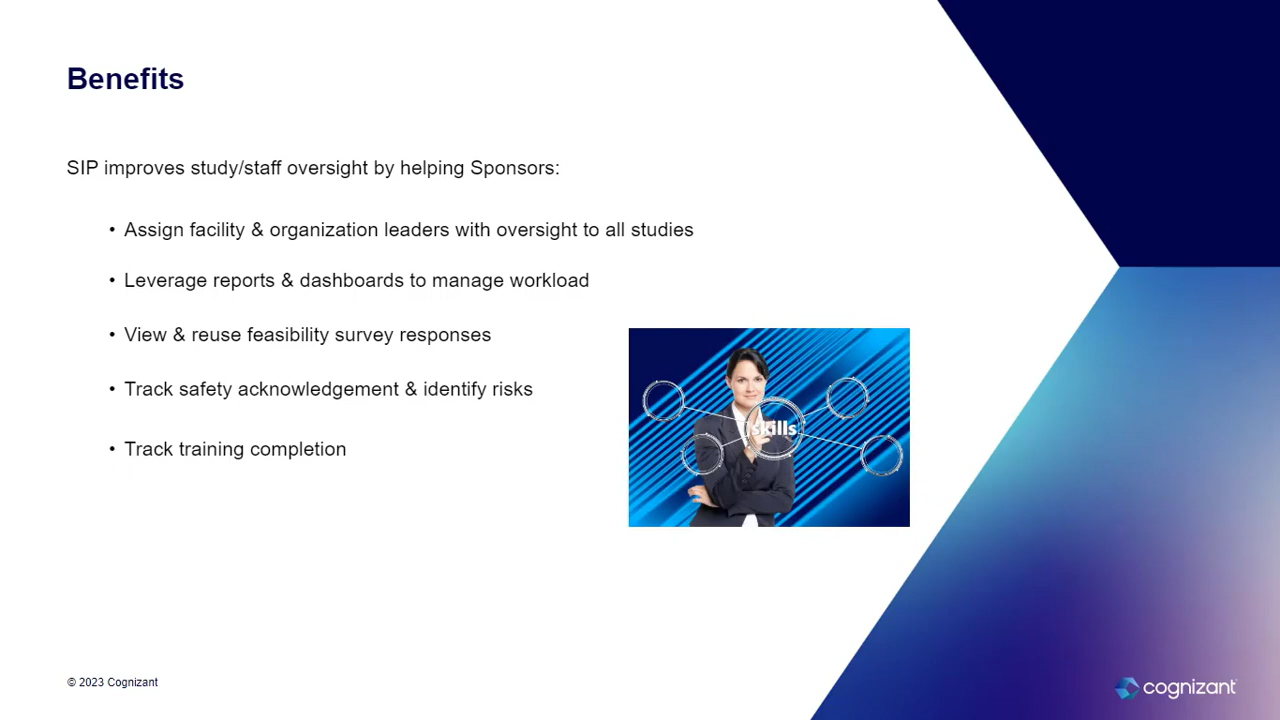 Benefits
SIP improves study/staff oversight by helping Sponsors:
• Assign facility & organization leaders with oversight to all studies
• Leverage reports & dashboards to manage workload
• View & reuse feasibility survey responses
• Track safety acknowledgement & identify risks
skills
• Track training completion
© 2023 Cognizant
cognizant